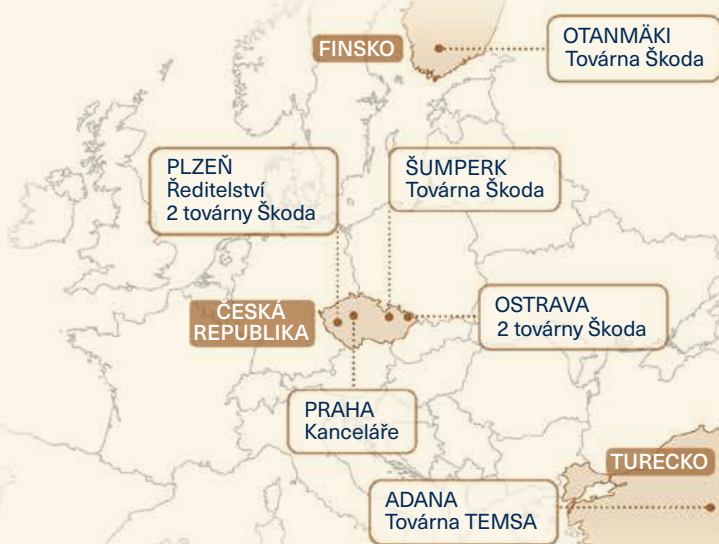 FINSKO
OTANMÄKI
Továrna Škoda
PLZEŇ
Ředitelství
2 továrny Škoda
ŠUMPERK
Továrna Škoda
ČESKÁ
REPUBLIKA
OSTRAVA
2 továrny Škoda
PRAHA
Kanceláře
TURECKO
ADANA
Továrna TEMSA